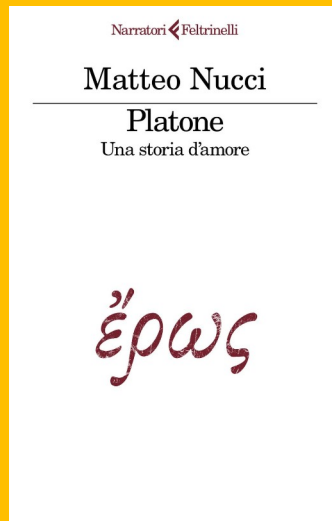 Narratori Feltrinelli
Matteo Nucci
Platone
Una storia d'amore
ἔρως